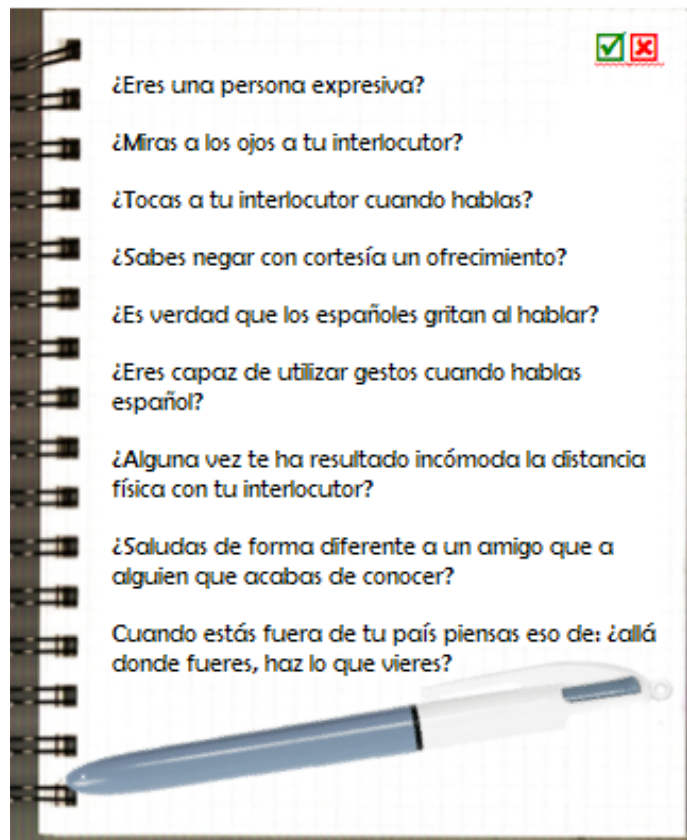 ¿Eres una persona expresiva?
¿Miras a los ojos a tu interlocutor?
¿Tocas a tu interlocutor cuando hablas?
¿Sabes negar con cortesía un ofrecimiento?
¿Es verdad que los españoles gritan al hablar?
¿Eres capaz de utilizar gestos cuando hablas
español?
¿Alguna vez te ha resultado incómoda la distancia
física con tu interlocutor?
¿Saludas de forma diferente a un amigo que a
alguien que acabas de conocer?
Cuando estás fuera de tu país piensas eso de: ¿allá
donde fueres, haz lo que vieres?